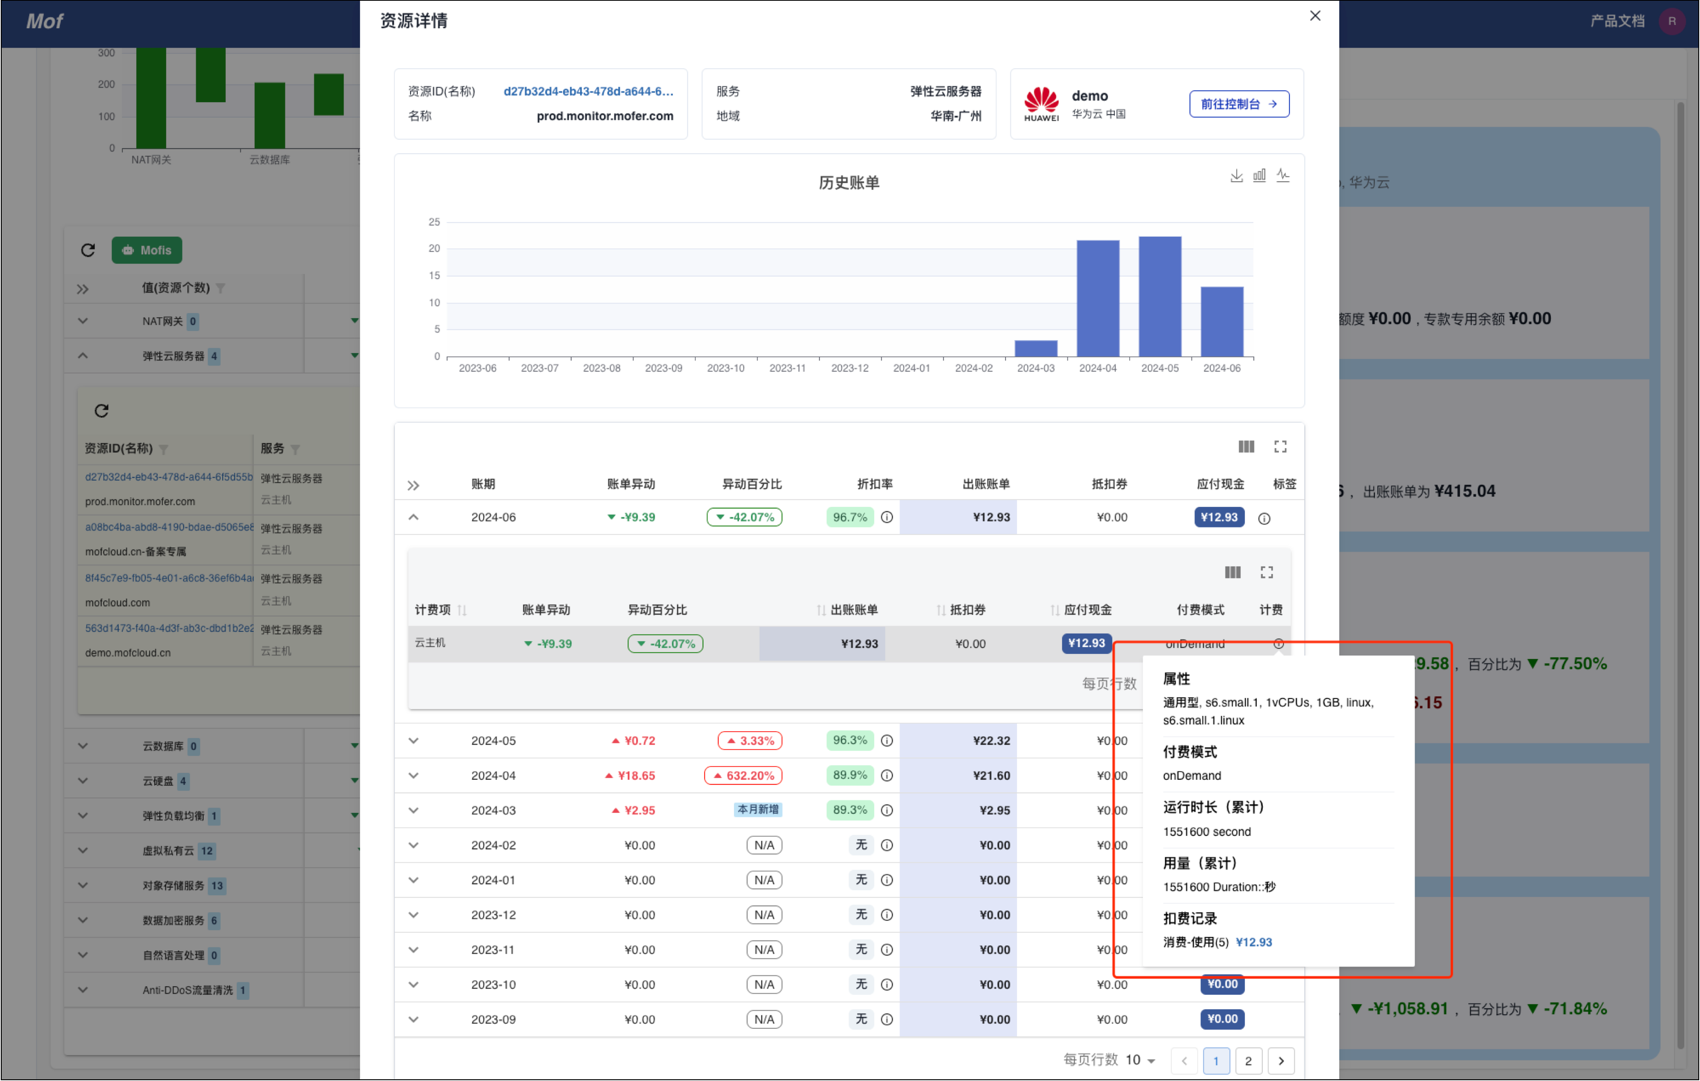 Mof
产品文档
R
300
200
100
0
NAT网关
云数据库
Mofis
值(资源个数)
NAT网关 0
弹性云服务器 4
资源ID(名称) 服务
d27b32d4-eb43-478d-a644-6f5d55b 弹性云服务器
prod.monitor.mofer.com 云主机
a08bc4ba-abd8-4190-bdae-d5065e8 弹性云服务器
mofcloud.cn-备案专属 云主机
8f45c7e9-fb05-4e01-a6c8-36ef6b4a 弹性云服务器
mofcloud.com 云主机
563d1473-f40a-4d3f-ab3c-dbd1b2e2 弹性云服务器
demo.mofcloud.cn 云主机
云数据库 0
云硬盘 4
弹性负载均衡 1
虚拟私有云 12
对象存储服务 13
数据加密服务 6
自然语言处理 0
Anti-DDoS流量清洗 1
资源详情
资源ID(名称) d27b32d4-eb43-478d-a644-6...
名称 prod.monitor.mofer.com
服务 弹性云服务器
地域 华南-广州
HUAWEI
demo
华为云 中国
前往控制台 →
历史账单
25
20
15
10
5
0
2023-06 2023-07 2023-08 2023-09 2023-10 2023-11 2023-12 2024-01 2024-02 2024-03 2024-04 2024-05 2024-06
账期 账单异动 异动百分比 折扣率 出账账单 抵扣券 应付现金 标签
2024-06 ▼ -¥9.39 ▼ -42.07% 96.7% ¥12.93 ¥0.00 ¥12.93
计费项 账单异动 异动百分比 出账账单 抵扣券 应付现金 付费模式 计费
云主机 ▼ -¥9.39 ▼ -42.07% ¥12.93 ¥0.00 ¥12.93 onDemand
每页行数
2024-05 ▲ ¥0.72 ▲ 3.33% 96.3% ¥22.32 ¥0.00
2024-04 ▲ ¥18.65 ▲ 632.20% 89.9% ¥21.60 ¥0.00
2024-03 ▲ ¥2.95 本月新增 89.3% ¥2.95 ¥0.00
2024-02 ¥0.00 N/A 无 ¥0.00 ¥0.00
2024-01 ¥0.00 N/A 无 ¥0.00 ¥0.00
2023-12 ¥0.00 N/A 无 ¥0.00 ¥0.00
2023-11 ¥0.00 N/A 无 ¥0.00 ¥0.00
2023-10 ¥0.00 N/A 无 ¥0.00 ¥0.00 ¥0.00
2023-09 ¥0.00 N/A 无 ¥0.00 ¥0.00 ¥0.00
每页行数 10 1 2
属性
通用型, s6.small.1, 1vCPUs, 1GB, linux,
s6.small.1.linux
付费模式
onDemand
运行时长（累计）
1551600 second
用量（累计）
1551600 Duration::秒
扣费记录
消费-使用(5) ¥12.93
, 华为云
额度 ¥0.00 , 专款专用余额 ¥0.00
， 出账账单为 ¥415.04
9.58 ， 百分比为 ▼ -77.50%
6.15
▼ -¥1,058.91 ， 百分比为 ▼ -71.84%